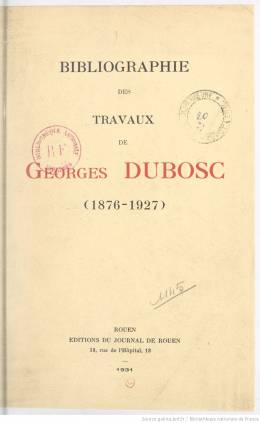 BIBLIOGRAPHIE
DES
TRAVAUX
DE
GEORGES DUBOSC
(1876-1927)
R F
20
ROUEN
EDITIONS DU JOURNAL DE ROUEN
18, rue de l'Hôpital, 18
1931
Source gallica.bnf.fr / Bibliothèque nationale de France